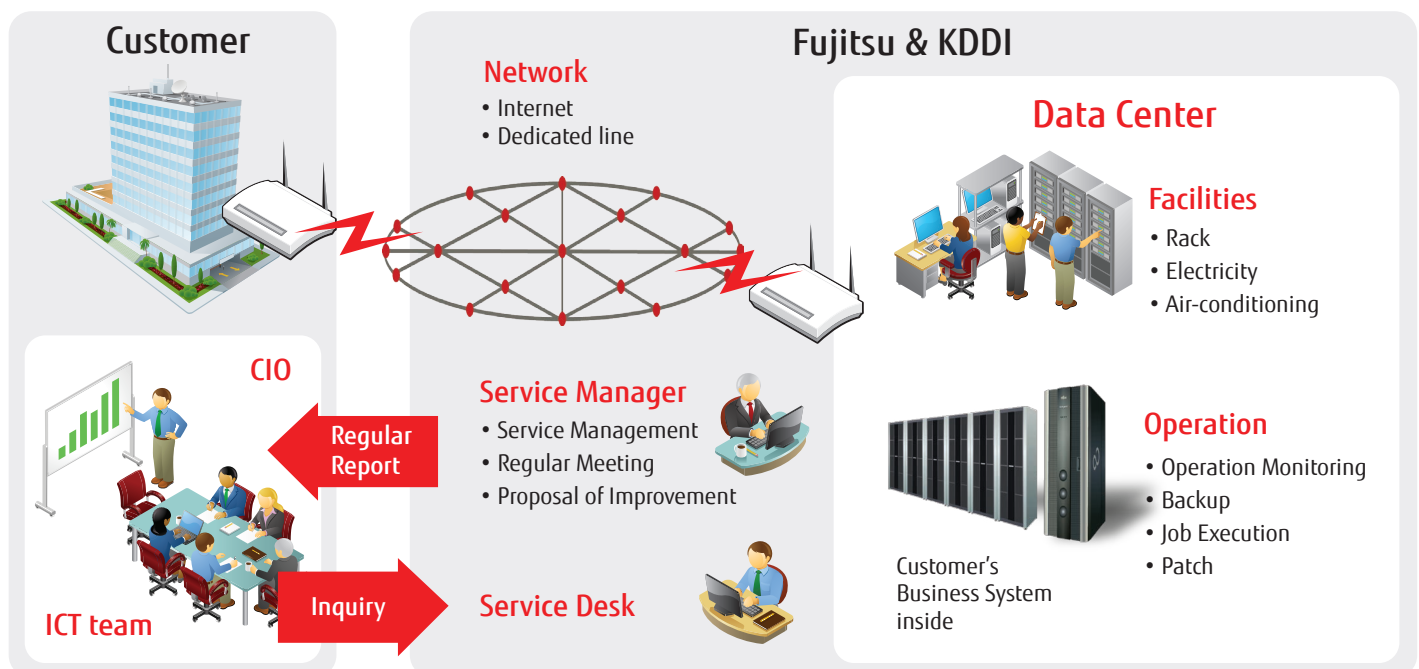 Customer
Fujitsu & KDDI
Network
• Internet
• Dedicated line
Data Center
Facilities
• Rack
• Electricity
• Air-conditioning
CIO
Regular
Report
Service Manager
• Service Management
• Regular Meeting
• Proposal of Improvement
Operation
• Operation Monitoring
• Backup
• Job Execution
• Patch
Customer's
Business System
inside
ICT team
Inquiry
Service Desk